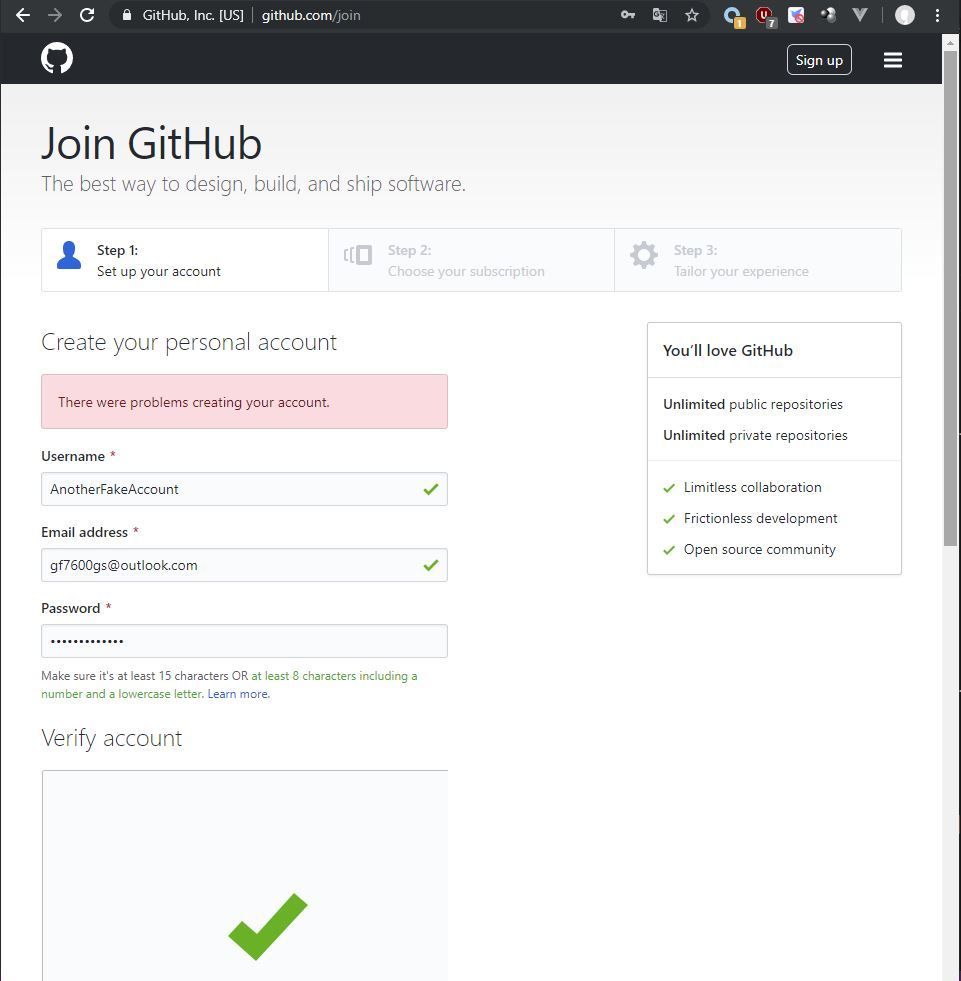 GitHub, Inc. [US] github.com/join
1
7
Sign up
Join GitHub
The best way to design, build, and ship software.
Step 1:
Set up your account
Step 2:
Choose your subscription
Step 3:
Tailor your experience
Create your personal account
There were problems creating your account.
Username *
AnotherFakeAccount
Email address *
gf7600gs@outlook.com
Password *
•••••••••••••
Make sure it's at least 15 characters OR at least 8 characters including a
number and a lowercase letter. Learn more.
Verify account
You’ll love GitHub
Unlimited public repositories
Unlimited private repositories
Limitless collaboration
Frictionless development
Open source community